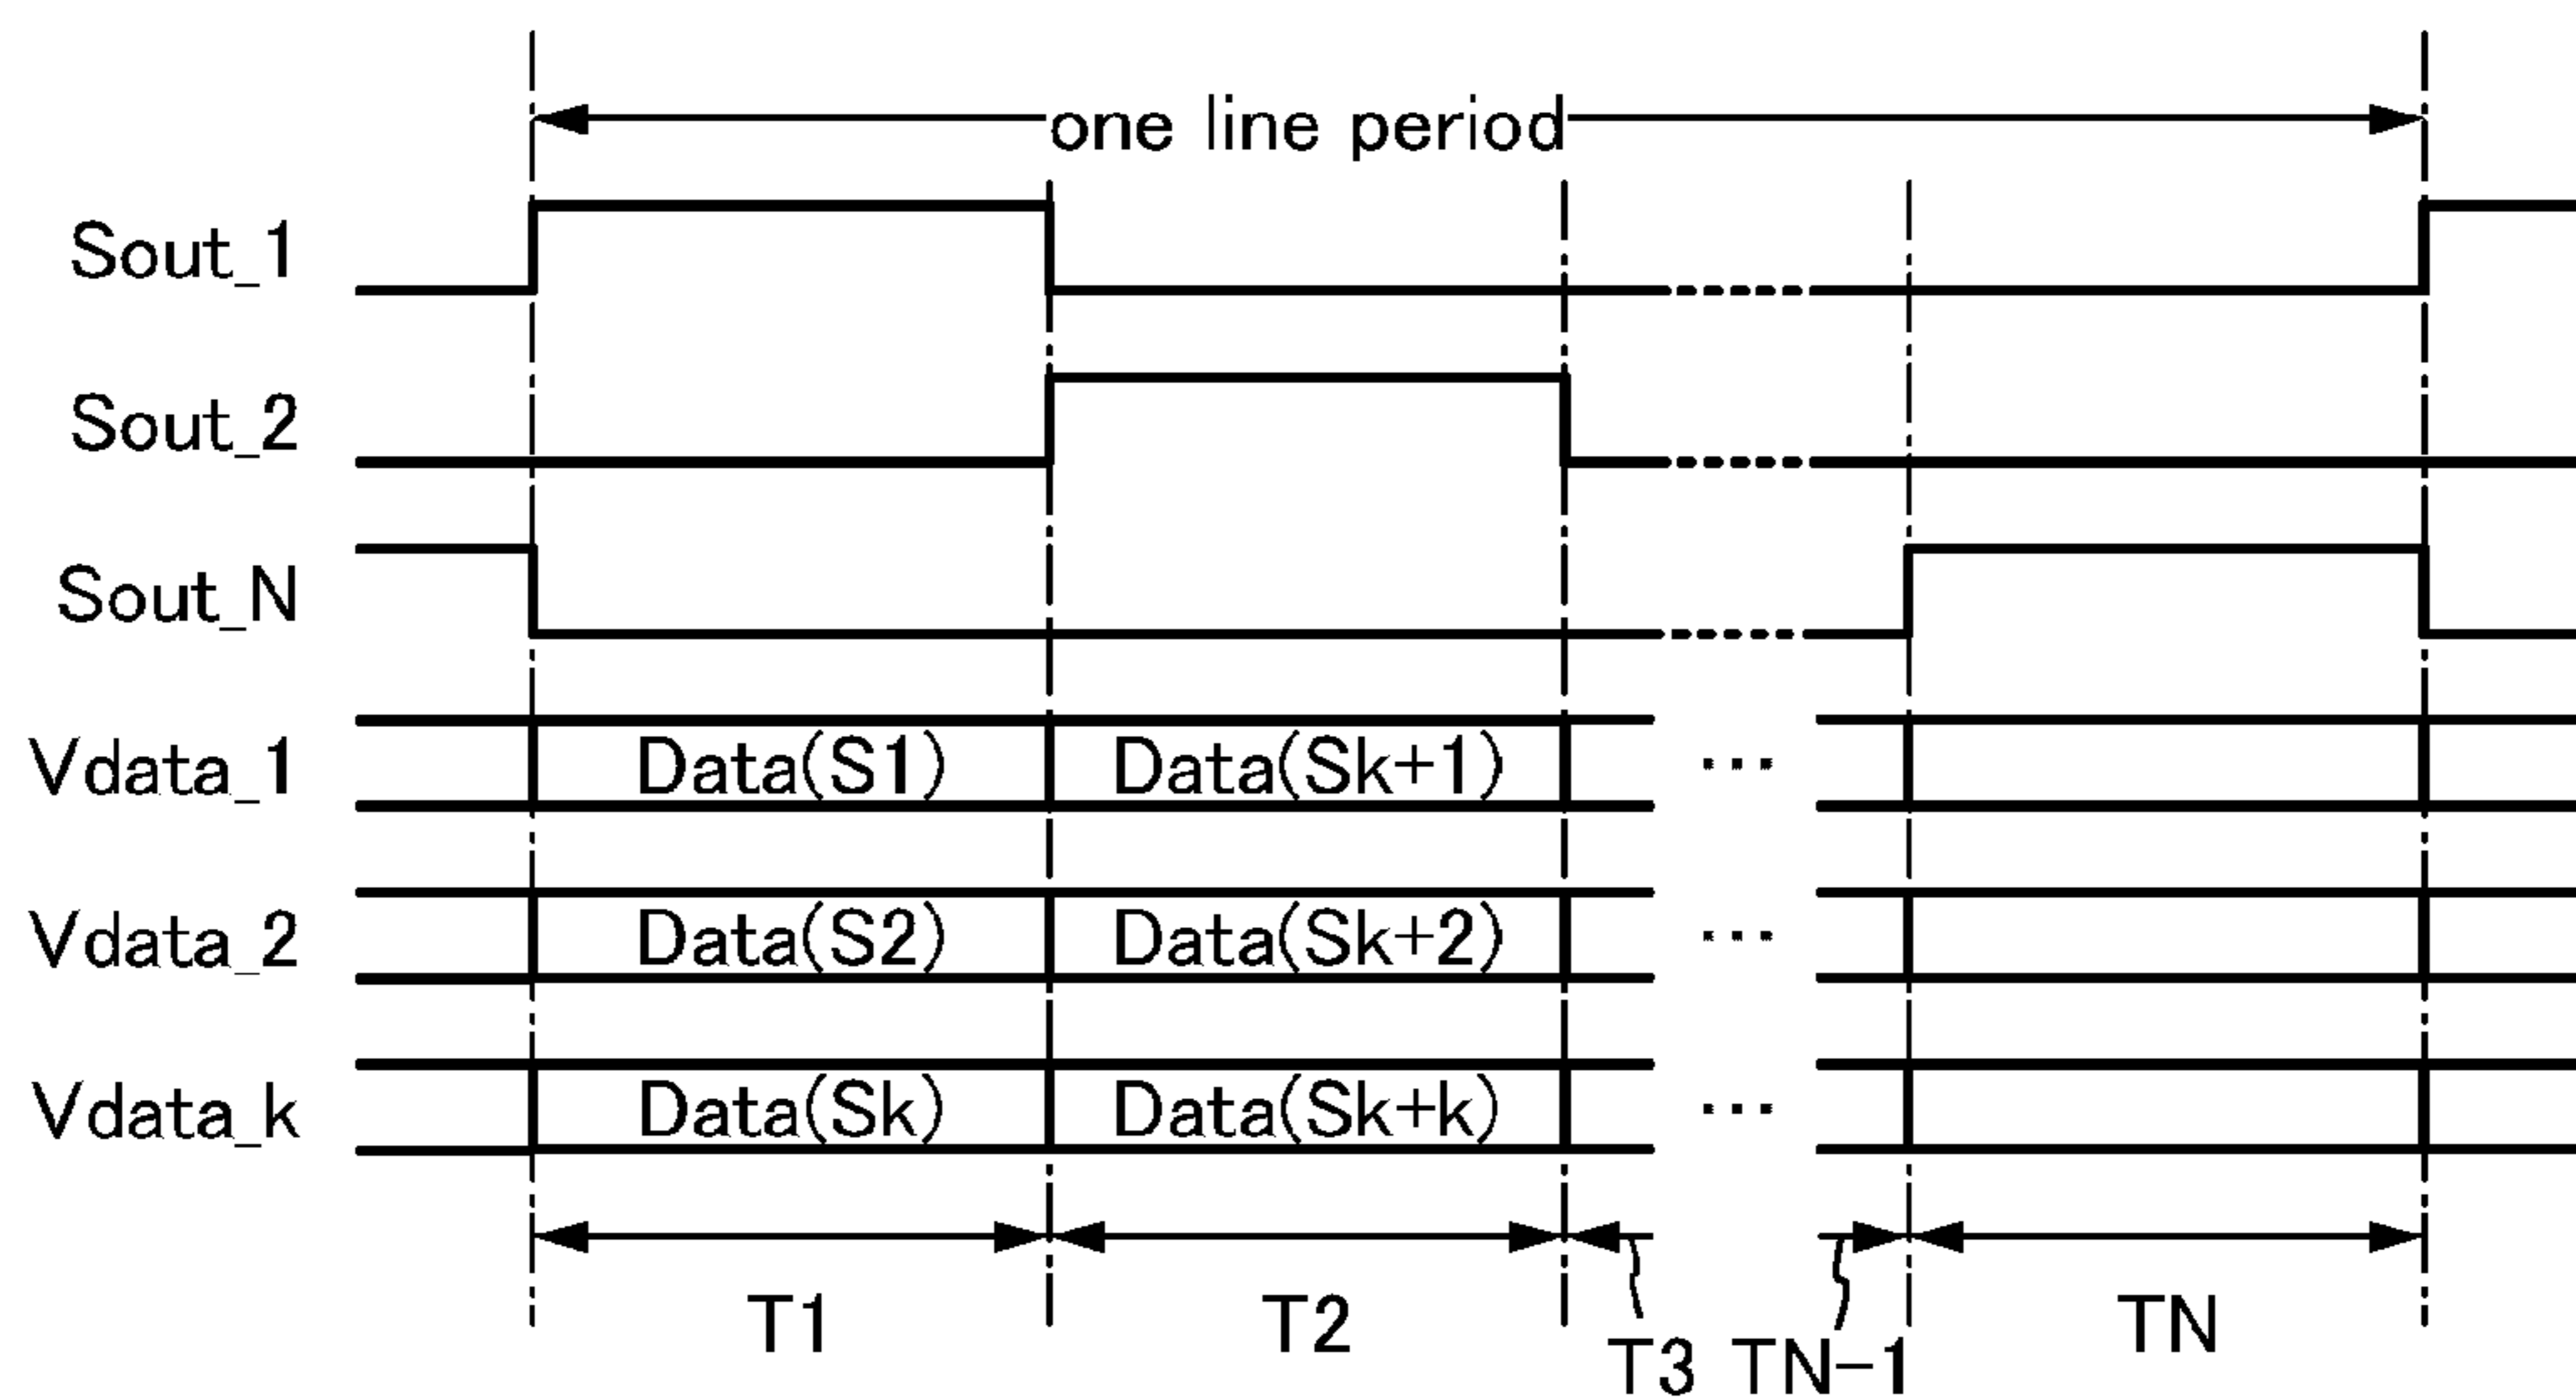 one line period
Sout_1
Sout_2
Sout_N
Vdata_1 Data(S1) Data(Sk+1) ...
Vdata_2 Data(S2) Data(Sk+2) ...
Vdata_k Data(Sk) Data(Sk+k) ...
T1 T2 T3 TN-1 TN